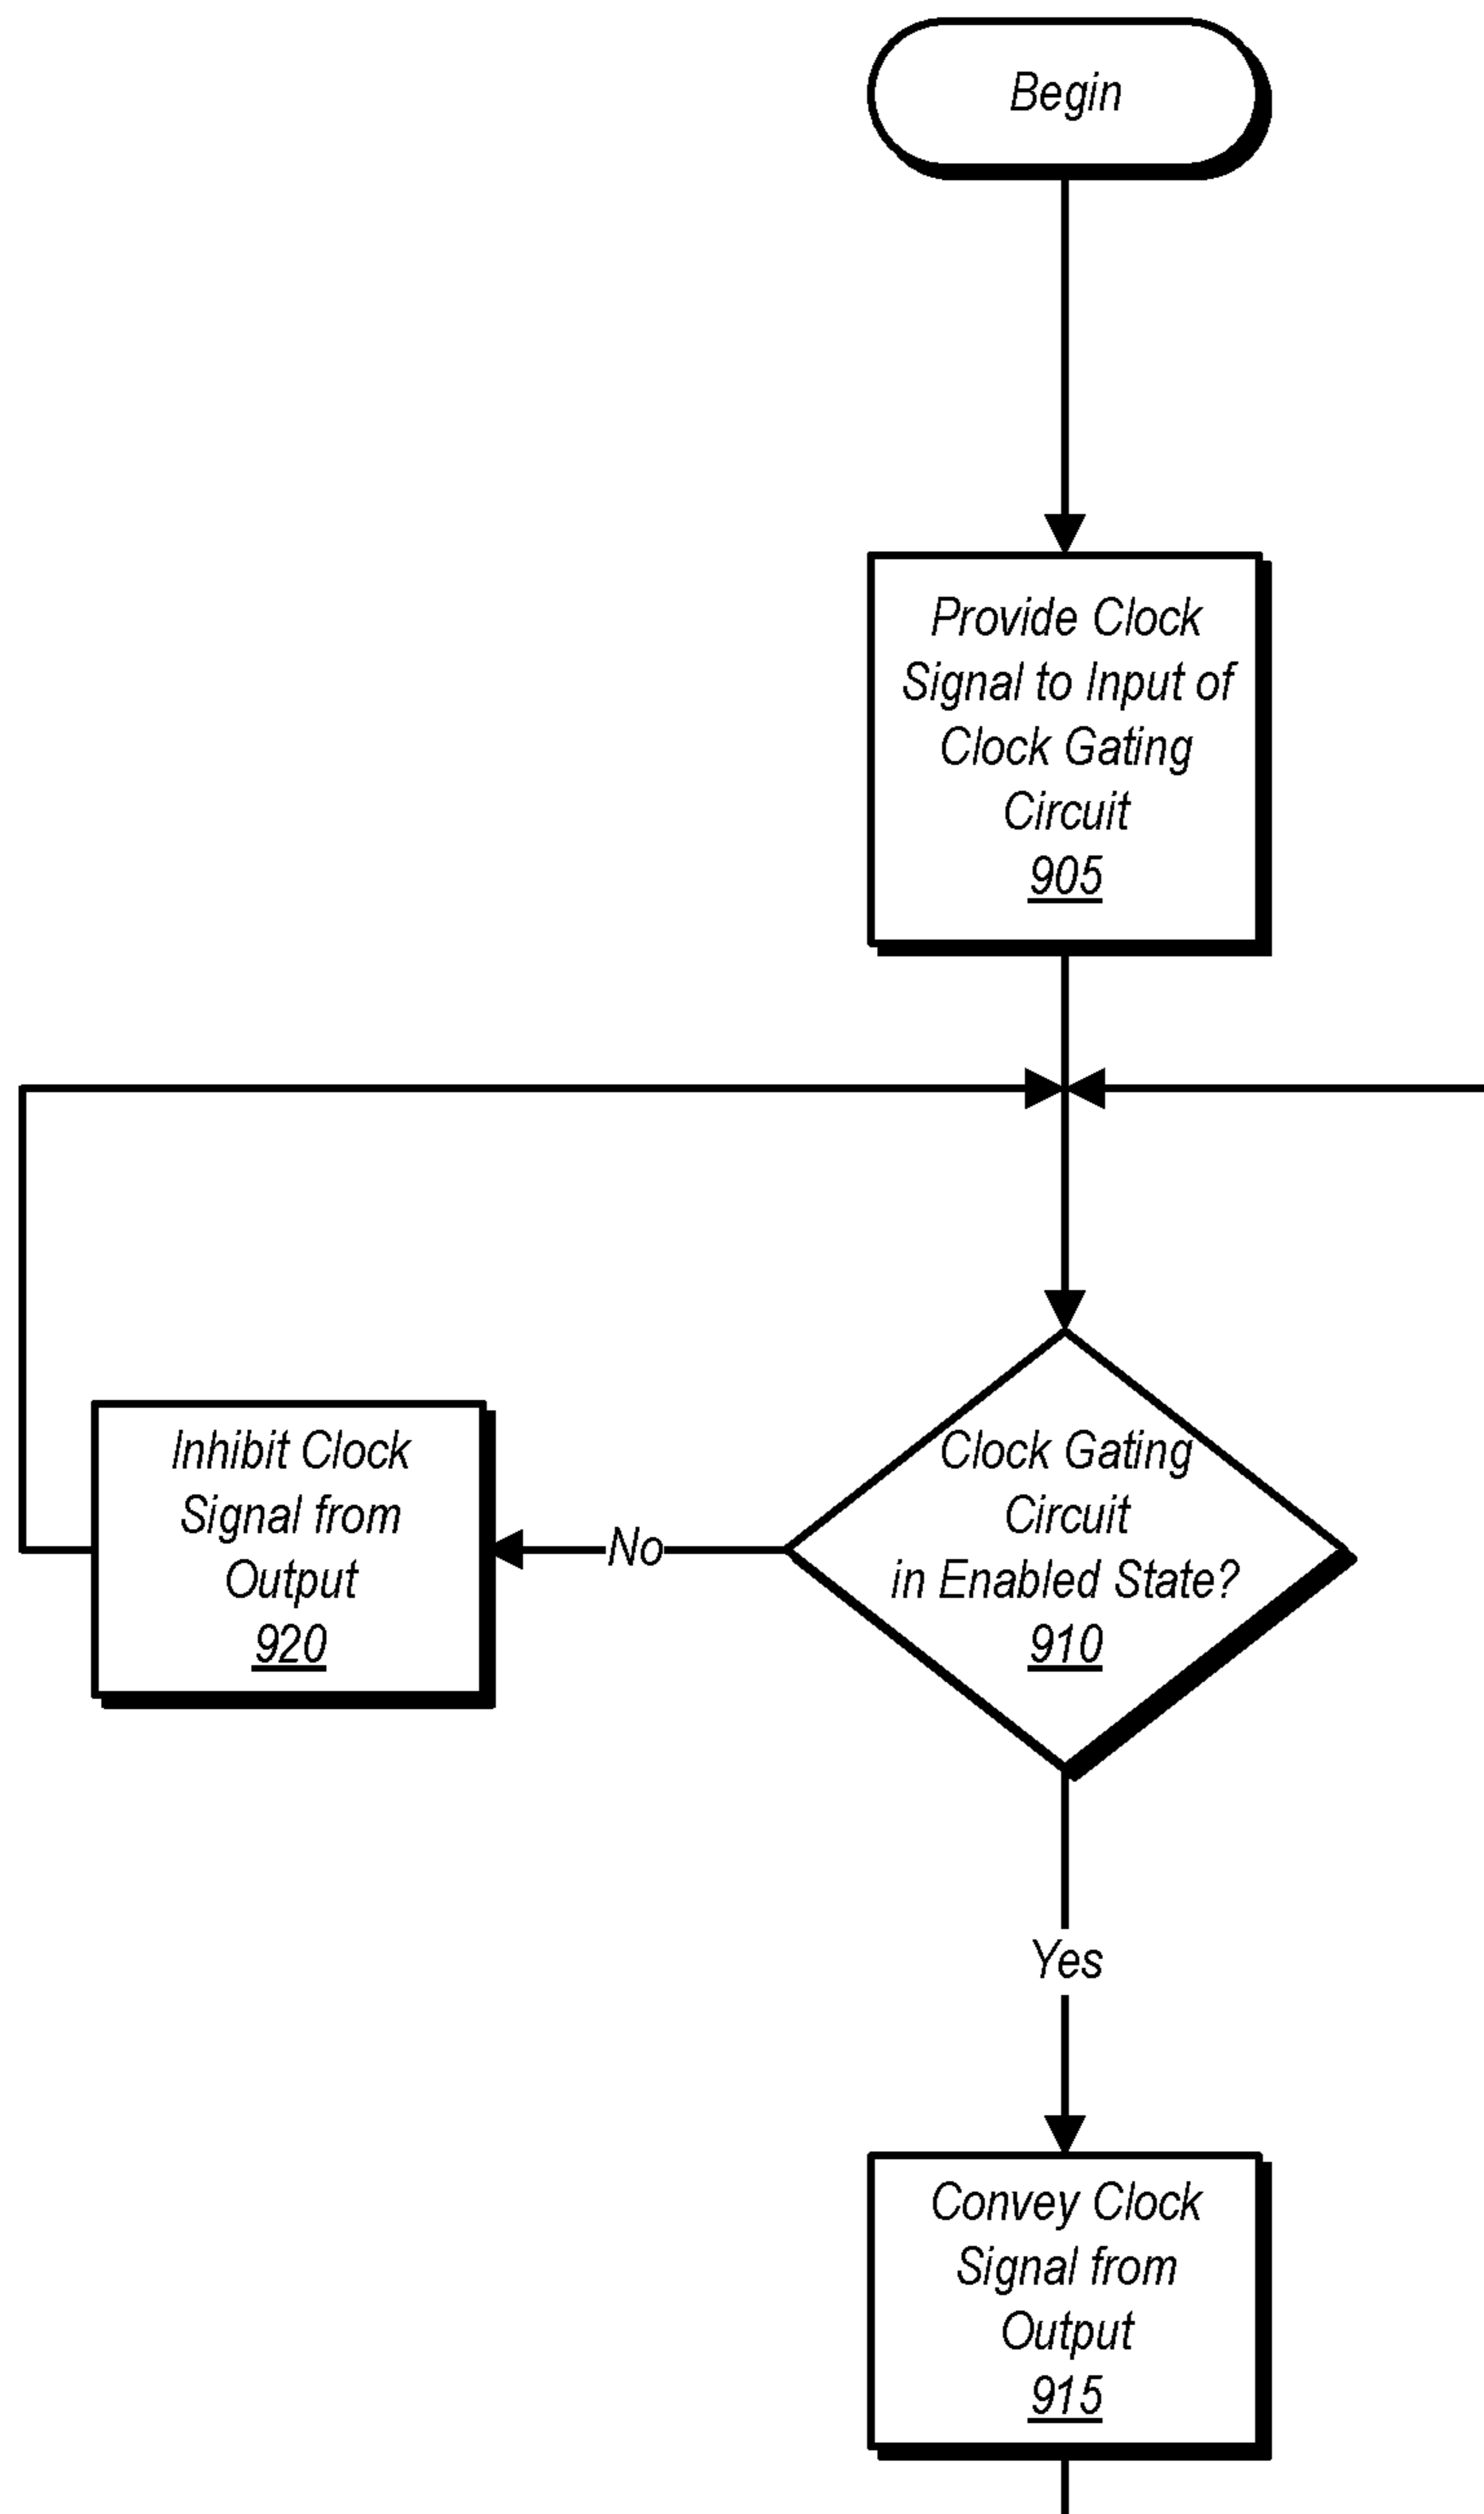 Begin
Provide Clock
Signal to Input of
Clock Gating
Circuit
905
Clock Gating
Circuit
in Enabled State?
910
No
Inhibit Clock
Signal from
Output
920
Yes
Convey Clock
Signal from
Output
915